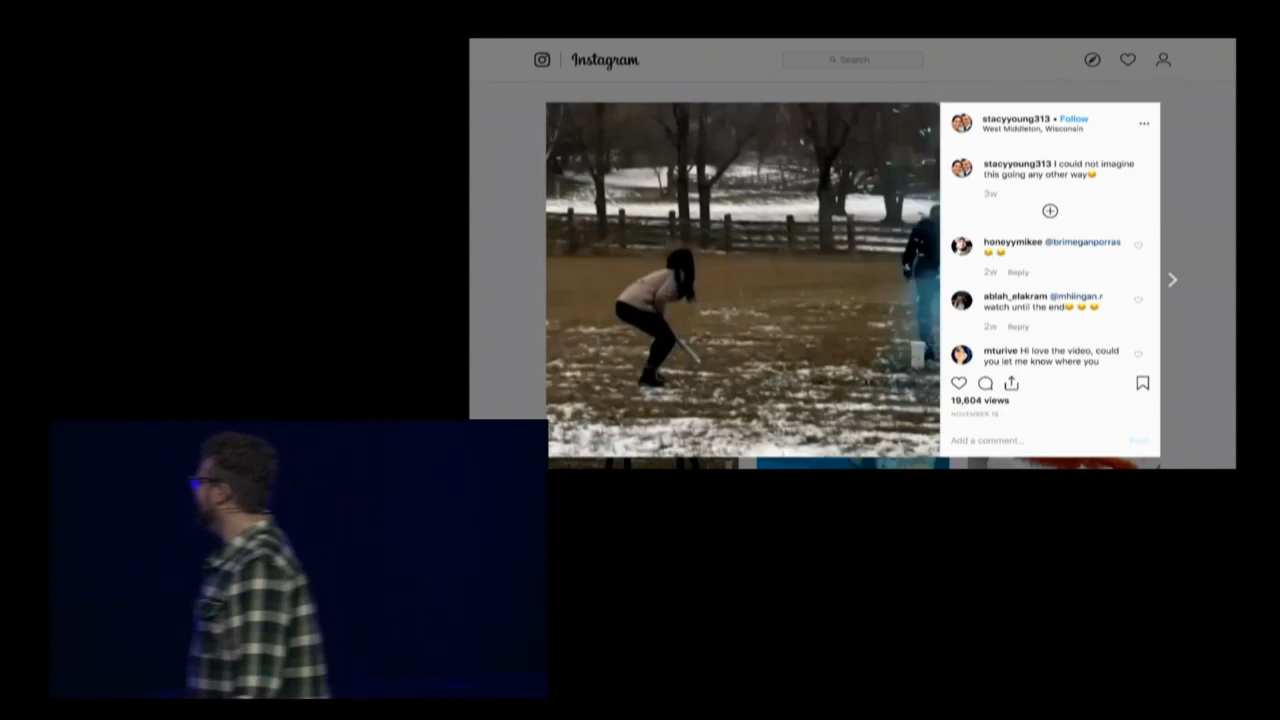 Instagram
Search
stacyyoung313 • Follow
West Middleton, Wisconsin
stacyyoung313 I could not imagine
this going any other way😂
3w
honeyymikee @brimeganporras
😂 😂
2w Reply
ablah_elakram @mhiingan.r
watch until the end😂 😂 😂
2w Reply
mturive Hi love the video, could
you let me know where you
19,604 views
NOVEMBER 18
Add a comment...
Post